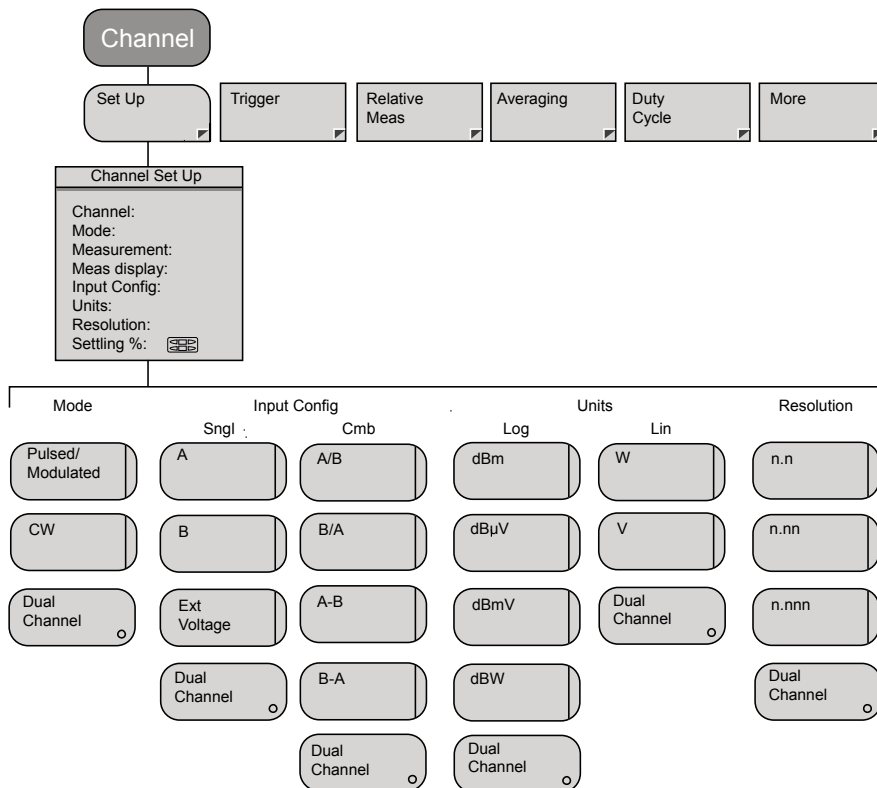 Channel
Set Up
Trigger
Relative
Meas
Averaging
Duty
Cycle
More
Channel Set Up
Channel:
Mode:
Measurement:
Meas display:
Input Config:
Units:
Resolution:
Settling %:
Mode
Input Config
Units
Resolution
Sngl
Cmb
Log
Lin
Pulsed/
Modulated
A
A/B
dBm
W
n.n
CW
B
B/A
dBµV
V
n.nn
Dual
Channel
Ext
Voltage
A-B
dBmV
Dual
Channel
n.nnn
Dual
Channel
B-A
dBW
Dual
Channel
Dual
Channel
Dual
Channel